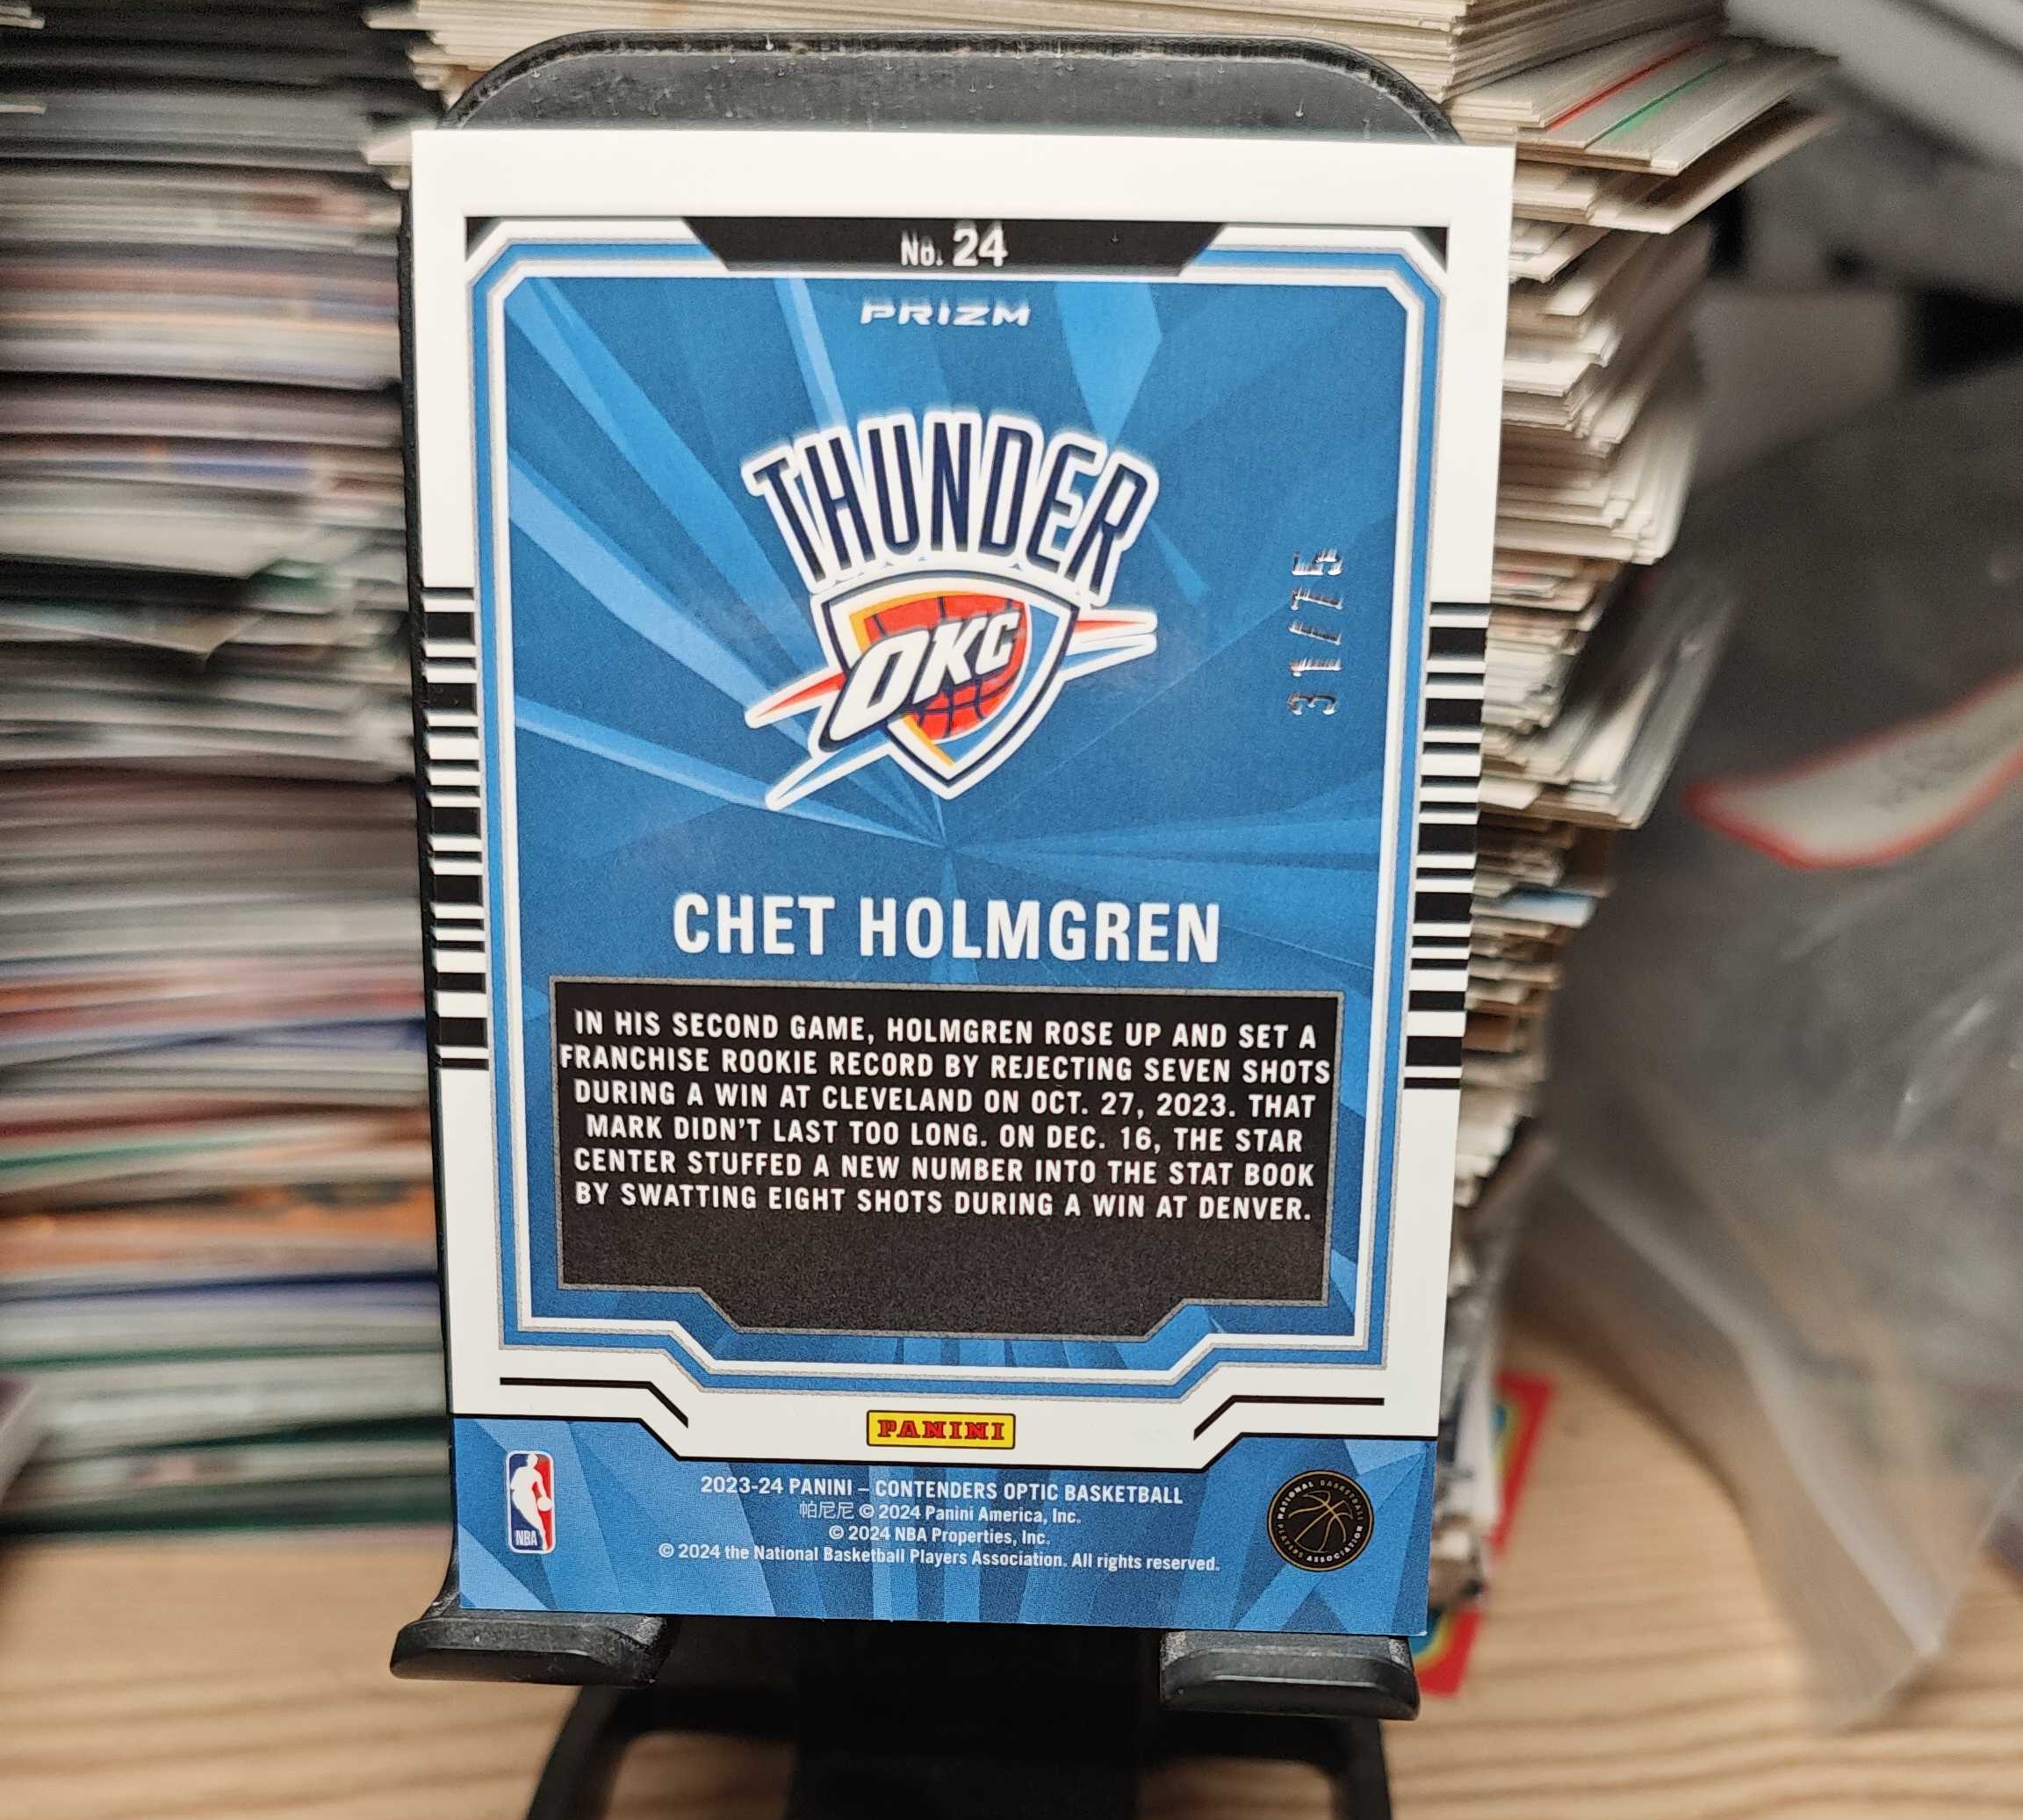 No. 24
PRIZM
THUNDER
OKC
31/75
CHET HOLMGREN
IN HIS SECOND GAME, HOLMGREN ROSE UP AND SET A
FRANCHISE ROOKIE RECORD BY REJECTING SEVEN SHOTS
DURING A WIN AT CLEVELAND ON OCT. 27, 2023. THAT
MARK DIDN'T LAST TOO LONG. ON DEC. 16, THE STAR
CENTER STUFFED A NEW NUMBER INTO THE STAT BOOK
BY SWATTING EIGHT SHOTS DURING A WIN AT DENVER.
PANINI
NBA
2023-24 PANINI – CONTENDERS OPTIC BASKETBALL
帕尼尼 © 2024 Panini America, Inc.
© 2024 NBA Properties, Inc.
© 2024 the National Basketball Players Association. All rights reserved.
NATIONAL BASKETBALL
PLAYERS ASSOCIATION